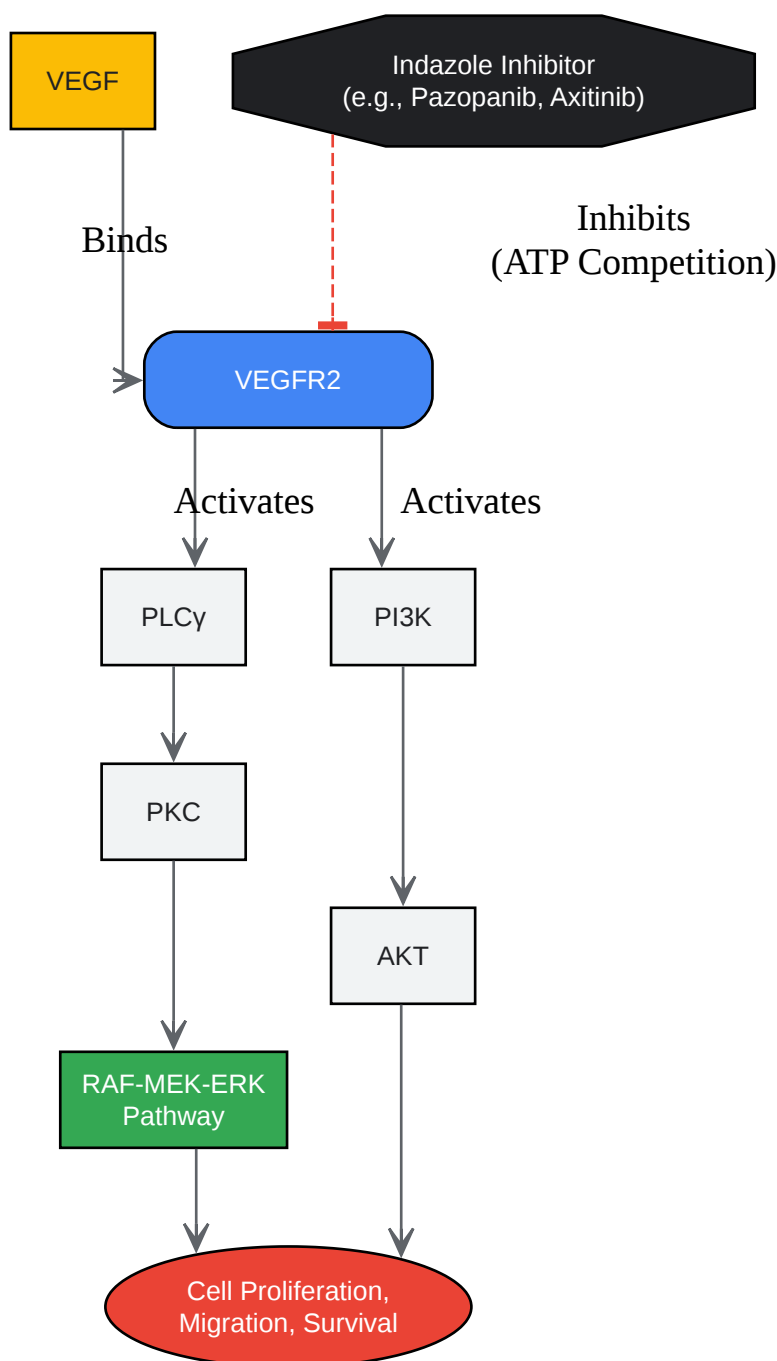 VEGF
Indazole Inhibitor
(e.g., Pazopanib, Axitinib)
Binds
Inhibits
(ATP Competition)
VEGFR2
Activates
Activates
PLCγ
PI3K
PKC
AKT
RAF-MEK-ERK
Pathway
Cell Proliferation,
Migration, Survival